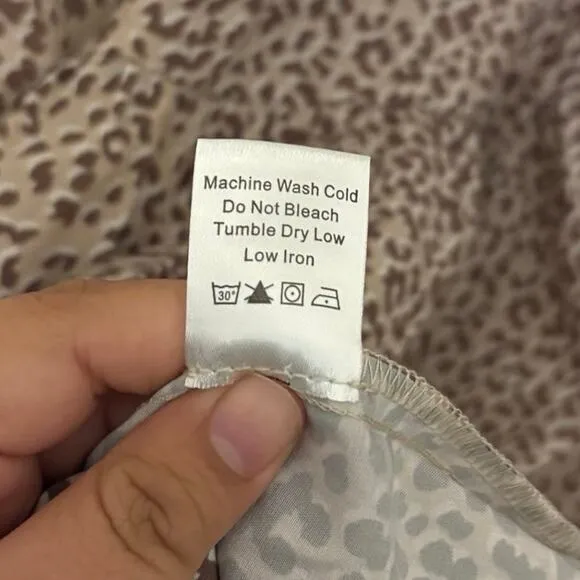 Machine Wash Cold
Do Not Bleach
Tumble Dry Low
Low Iron
30°